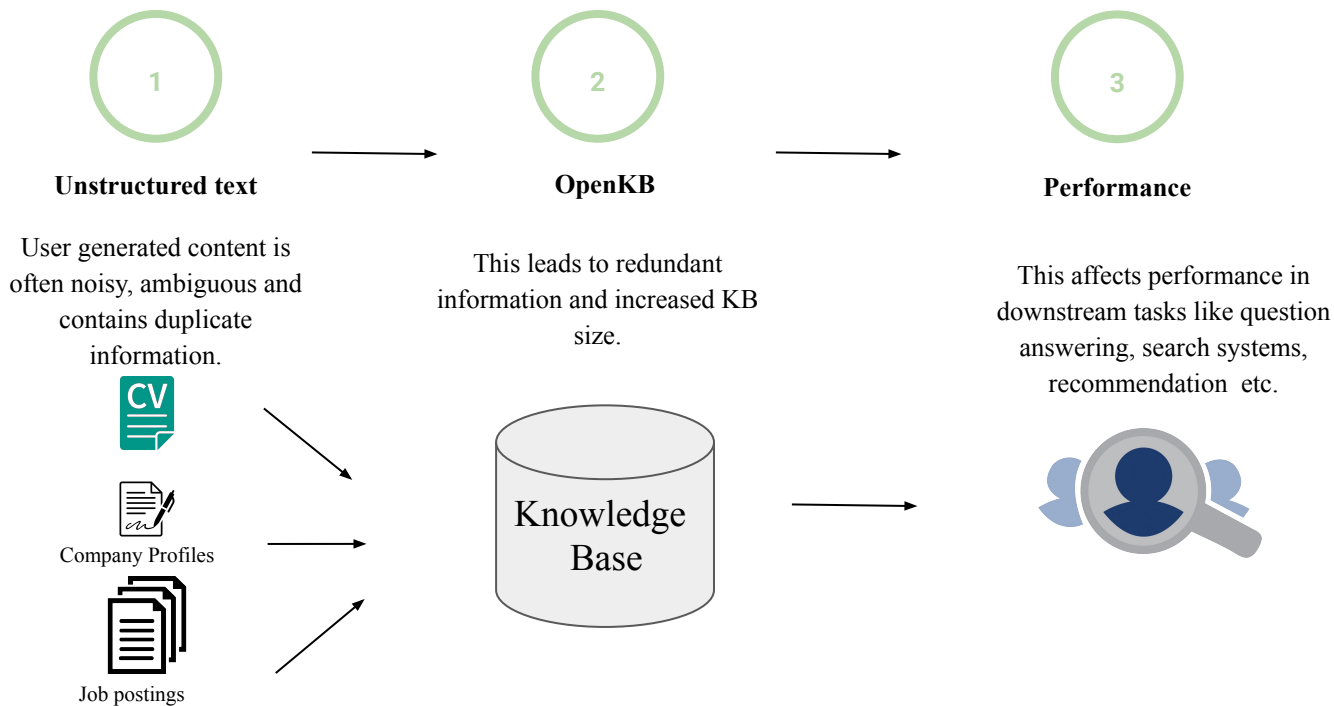 1
Unstructured text
User generated content is
often noisy, ambiguous and
contains duplicate
information.
CV
Company Profiles
Job postings
2
OpenKB
This leads to redundant
information and increased KB
size.
Knowledge
Base
3
Performance
This affects performance in
downstream tasks like question
answering, search systems,
recommendation etc.